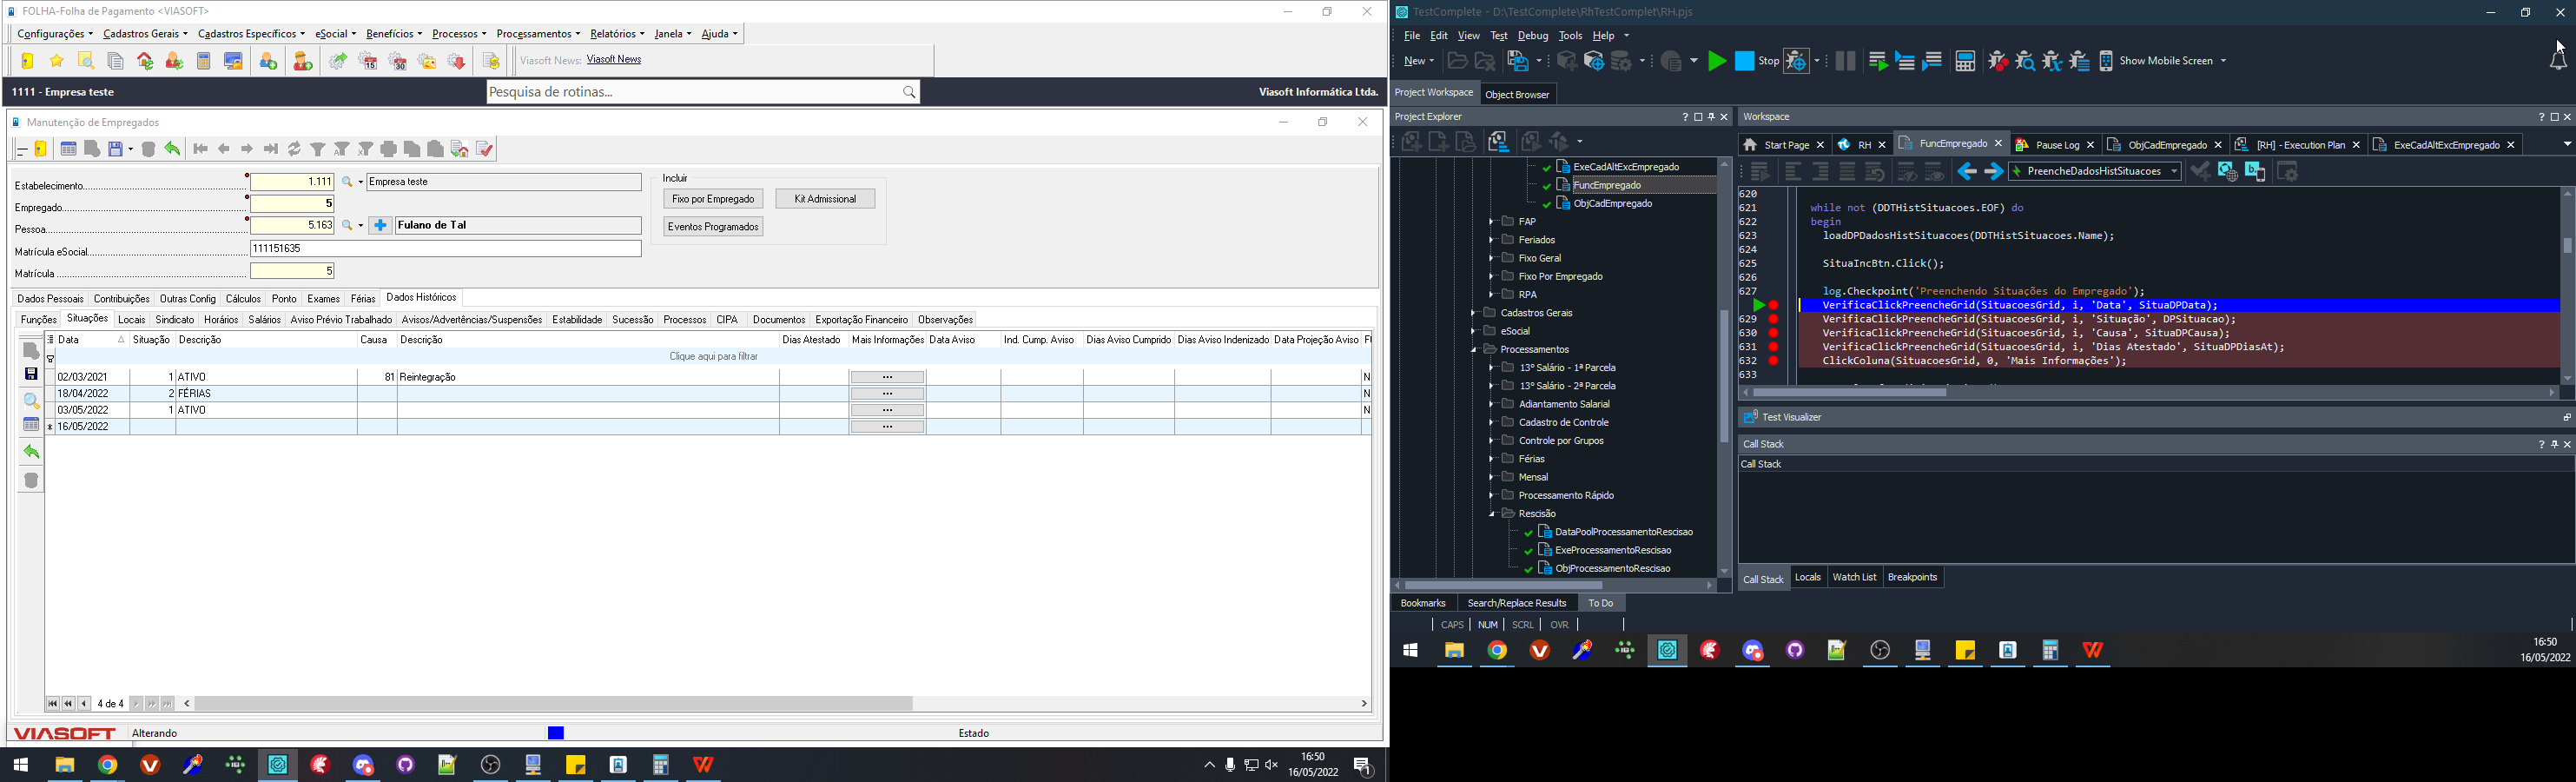 FOLHA-Folha de Pagamento <VIASOFT>
Configurações Cadastros Gerais Cadastros Específicos eSocial Benefícios Processos Processamentos Relatórios Janela Ajuda
Viasoft News: Viasoft News
1111 - Empresa teste
Pesquisa de rotinas...
Viasoft Informática Ltda.
Manutenção de Empregados
Estabelecimento
1.111
Empresa teste
Empregado
5
Pessoa
5.163
Fulano de Tal
Matrícula eSocial
111151635
Matrícula
5
Incluir
Fixo por Empregado
Kit Admissional
Eventos Programados
Dados Pessoais Contribuições Outras Config Cálculos Ponto Exames Férias Dados Históricos
Funções Situações Locais Sindicato Horários Salários Aviso Prévio Trabalhado Avisos/Advertências/Suspensões Estabilidade Sucessão Processos CIPA Documentos Exportação Financeiro Observações
Data Situação Descrição Causa Descrição Dias Atestado Mais Informações Data Aviso Ind. Cump. Aviso Dias Aviso Cumprido Dias Aviso Indenizado Data Projeção Aviso
Clique aqui para filtrar
02/03/2021 1 ATIVO 81 Reintegração ... N
18/04/2022 2 FÉRIAS ... N
03/05/2022 1 ATIVO ... N
16/05/2022 ...
4 de 4
VIASOFT
Alterando
Estado
16:50
16/05/2022
1
TestComplete - D:\TestComplete\RhTestComplet\RH.pjs
File Edit View Test Debug Tools Help
New
Stop
Show Mobile Screen
Project Workspace Object Browser
Project Explorer
ExeCadAltExcEmpregado
FuncEmpregado
ObjCadEmpregado
FAP
Feriados
Fixo Geral
Fixo Por Empregado
RPA
Cadastros Gerais
eSocial
Processamentos
13º Salário - 1ª Parcela
13º Salário - 2ª Parcela
Adiantamento Salarial
Cadastro de Controle
Controle por Grupos
Férias
Mensal
Processamento Rápido
Rescisão
DataPoolProcessamentoRescisao
ExeProcessamentoRescisao
ObjProcessamentoRescisao
Bookmarks Search/Replace Results To Do
CAPS NUM SCRL OVR
Workspace
Start Page RH FuncEmpregado Pause Log ObjCadEmpregado [RH] - Execution Plan ExeCadAltExcEmpregado
PreencheDadosHistSituacoes
620
621 while not (DDTHistSituacoes.EOF) do
622 begin
623 loadDPDadosHistSituacoes(DDTHistSituacoes.Name);
624
625 SituaIncBtn.Click();
626
627 log.Checkpoint('Preenchendo Situações do Empregado');
VerificaClickPreencheGrid(SituacoesGrid, i, 'Data', SituaDPData);
629 VerificaClickPreencheGrid(SituacoesGrid, i, 'Situação', DPSituacao);
630 VerificaClickPreencheGrid(SituacoesGrid, i, 'Causa', SituaDPCausa);
631 VerificaClickPreencheGrid(SituacoesGrid, i, 'Dias Atestado', SituaDPDiasAt);
632 ClickColuna(SituacoesGrid, 0, 'Mais Informações');
633
Test Visualizer
Call Stack
Call Stack
Call Stack Locals Watch List Breakpoints
16:50
16/05/2022